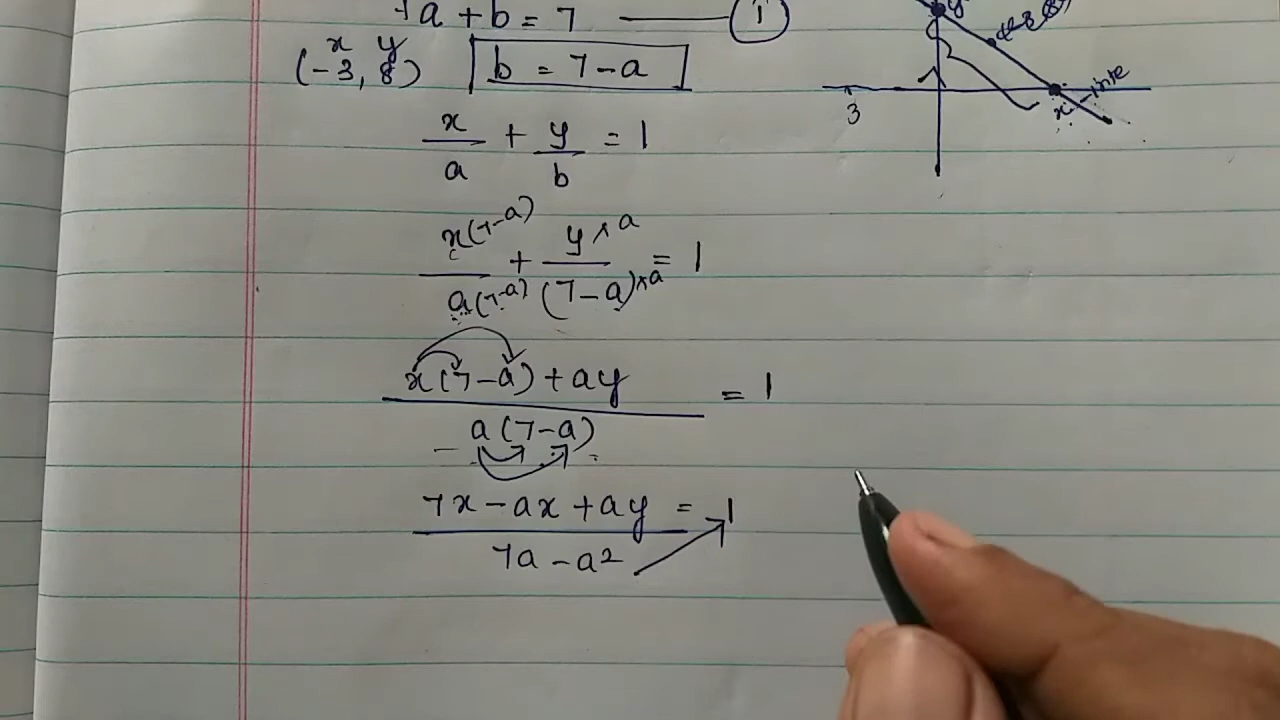 a + b = 7 ——— ①
x y
(-3, 8)
b = 7-a
3
x/a + y/b = 1
x(7-a)/a(7-a) + y×a/(7-a)×a = 1
x(7-a)+ay/a(7-a) = 1
7x-ax+ay/7a-a² = 1